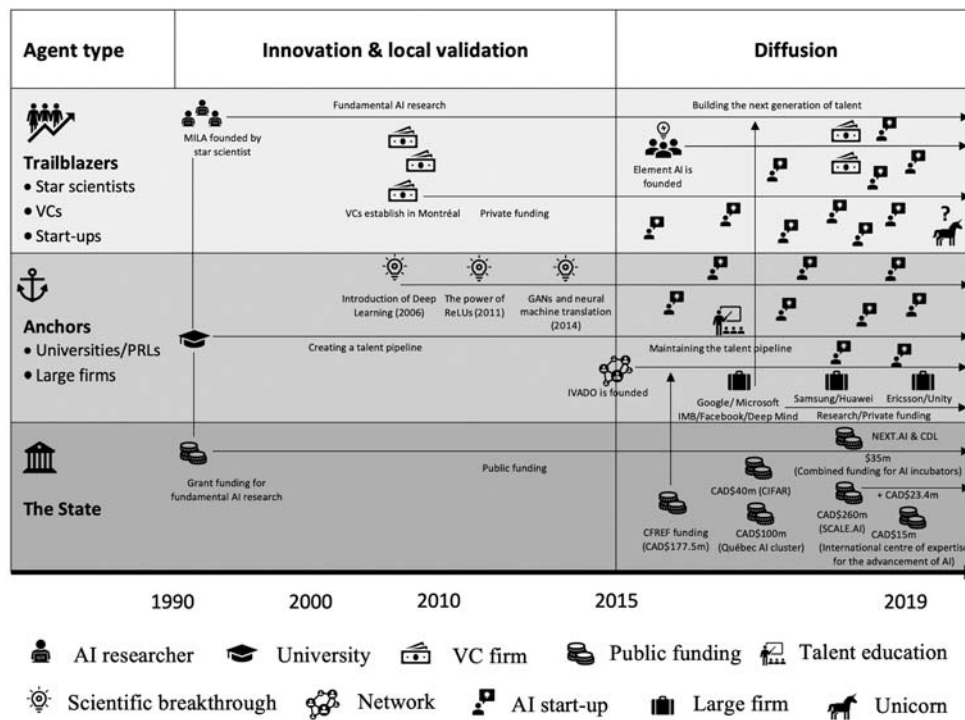 Agent type
Innovation & local validation
Diffusion
Fundamental AI research
Building the next generation of talent
MILA founded by
star scientist
Trailblazers
• Star scientists
• VCs
• Start-ups
VCs establish in Montréal
Private funding
Element AI is
founded
?
Anchors
• Universities/PRLs
• Large firms
Introduction of Deep
Learning (2006)
The power of
ReLUs (2011)
GANs and neural
machine translation
(2014)
Creating a talent pipeline
Maintaining the talent pipeline
IVADO is founded
Google/ Microsoft
IMB/Facebook/Deep Mind
Samsung/Huawei
Ericsson/Unity
Research/Private funding
The State
Grant funding for
fundamental AI research
Public funding
NEXT.AI & CDL
$35m
(Combined funding for AI incubators)
CAD$40m (CIFAR)
+ CAD$23.4m
CFREF funding
(CAD$177.5m)
CAD$100m
(Québec AI cluster)
CAD$260m
(SCALE.AI)
CAD$15m
(International centre of expertise
for the advancement of AI)
1990
2000
2010
2015
2019
AI researcher
University
VC firm
Public funding
Talent education
Scientific breakthrough
Network
AI start-up
Large firm
Unicorn